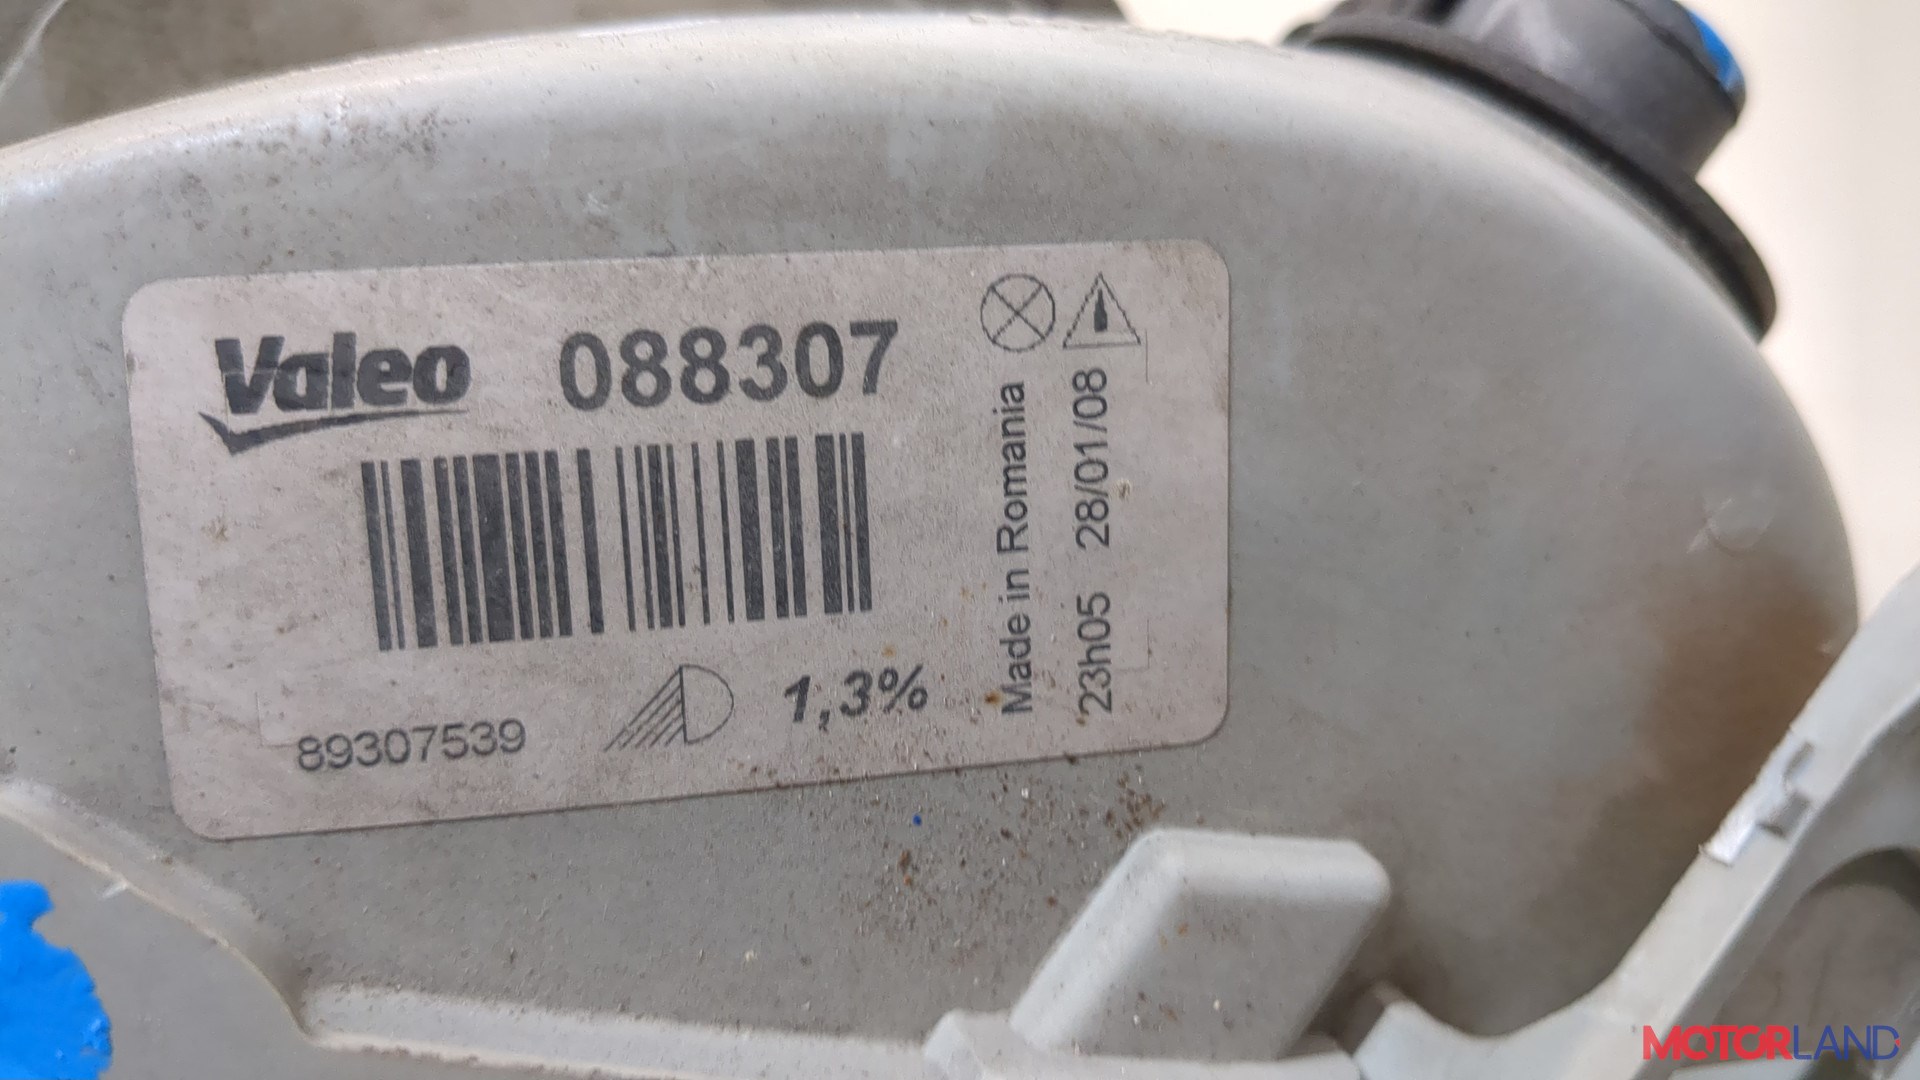 Valeo 088307
89307539
1,3%
Made in Romania
23h05 28/01/08
MOTORLAND